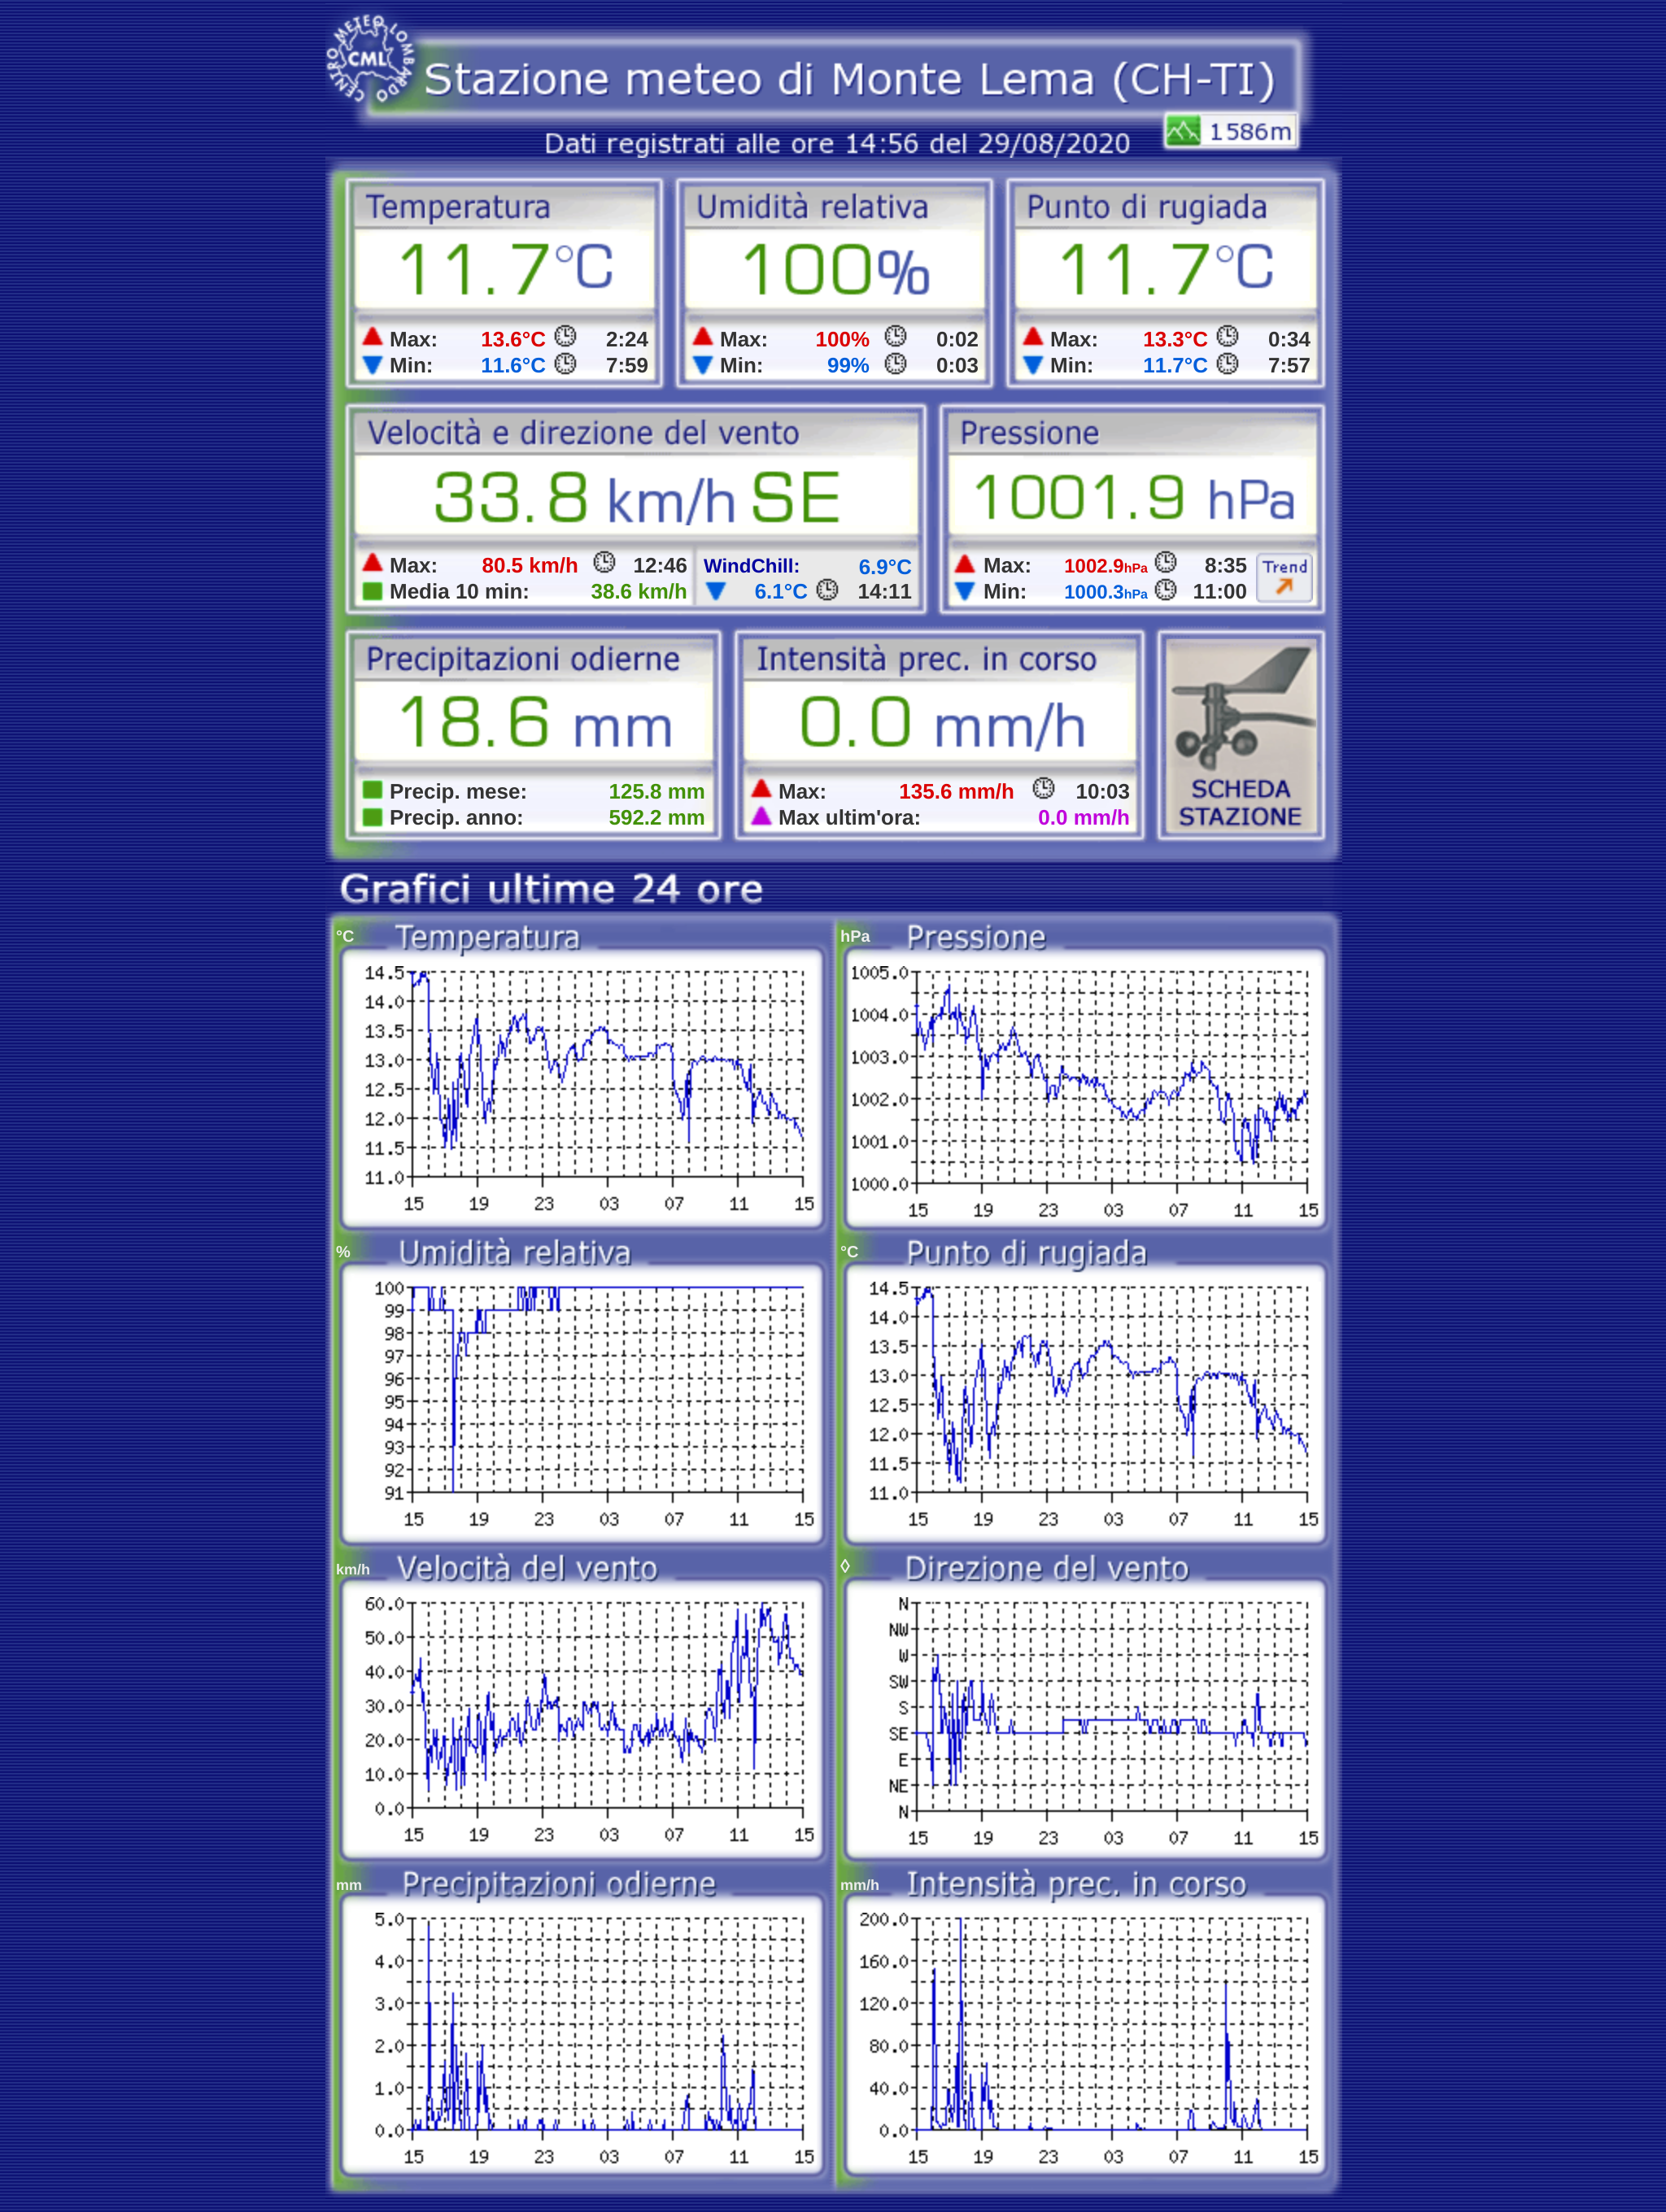 CENTRO METEO LOMBARDO
CML
Stazione meteo di Monte Lema (CH-TI)
1586m
Dati registrati alle ore 14:56 del 29/08/2020
Temperatura Umidità relativa Punto di rugiada
11.7°C 100% 11.7°C
Max: 13.6°C 2:24 Max: 100% 0:02 Max: 13.3°C 0:34
Min: 11.6°C 7:59 Min: 99% 0:03 Min: 11.7°C 7:57
Velocità e direzione del vento Pressione
33.8 km/h SE 1001.9 hPa
Max: 80.5 km/h 12:46 WindChill: 6.9°C Max: 1002.9hPa 8:35 Trend
Media 10 min: 38.6 km/h 6.1°C 14:11 Min: 1000.3hPa 11:00
Precipitazioni odierne Intensità prec. in corso
18.6 mm 0.0 mm/h
Precip. mese: 125.8 mm Max: 135.6 mm/h 10:03 SCHEDA
Precip. anno: 592.2 mm Max ultim'ora: 0.0 mm/h STAZIONE
Grafici ultime 24 ore
°C Temperatura
14.5
14.0
13.5
13.0
12.5
12.0
11.5
11.0
15 19 23 03 07 11 15
hPa Pressione
1005.0
1004.0
1003.0
1002.0
1001.0
1000.0
15 19 23 03 07 11 15
% Umidità relativa
100
99
98
97
96
95
94
93
92
91
15 19 23 03 07 11 15
°C Punto di rugiada
14.5
14.0
13.5
13.0
12.5
12.0
11.5
11.0
15 19 23 03 07 11 15
km/h Velocità del vento
60.0
50.0
40.0
30.0
20.0
10.0
0.0
15 19 23 03 07 11 15
◊ Direzione del vento
N
NW
W
SW
S
SE
E
NE
N
15 19 23 03 07 11 15
mm Precipitazioni odierne
5.0
4.0
3.0
2.0
1.0
0.0
15 19 23 03 07 11 15
mm/h Intensità prec. in corso
200.0
160.0
120.0
80.0
40.0
0.0
15 19 23 03 07 11 15